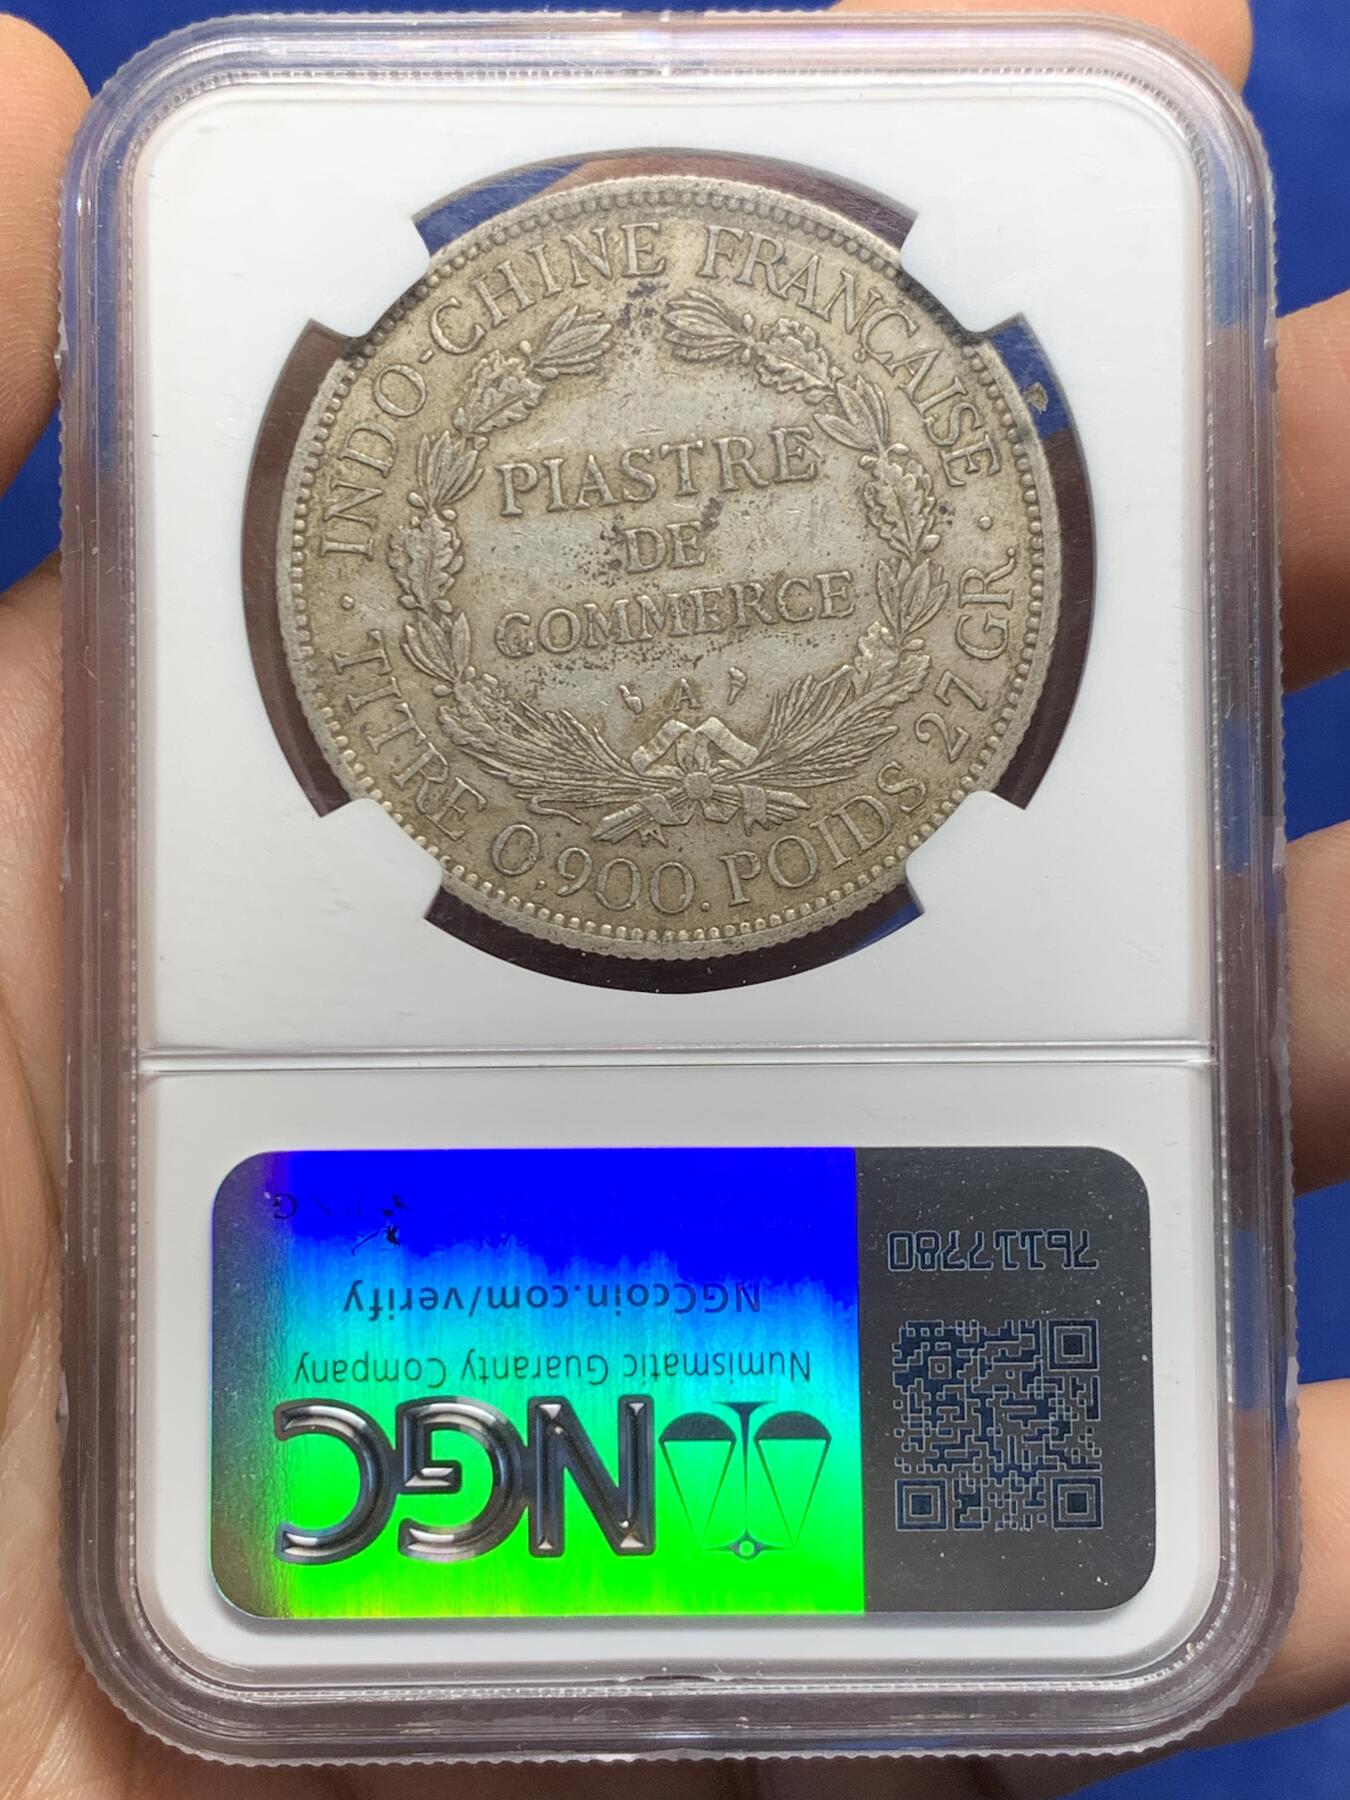 INDO-CHINE FRANÇAISE
PIASTRE
DE
COMMERCE
A
TITRE 0,900. POIDS 27 GR.
NGC
Numismatic Guaranty Company
NGCcoin.com/verify
76117780